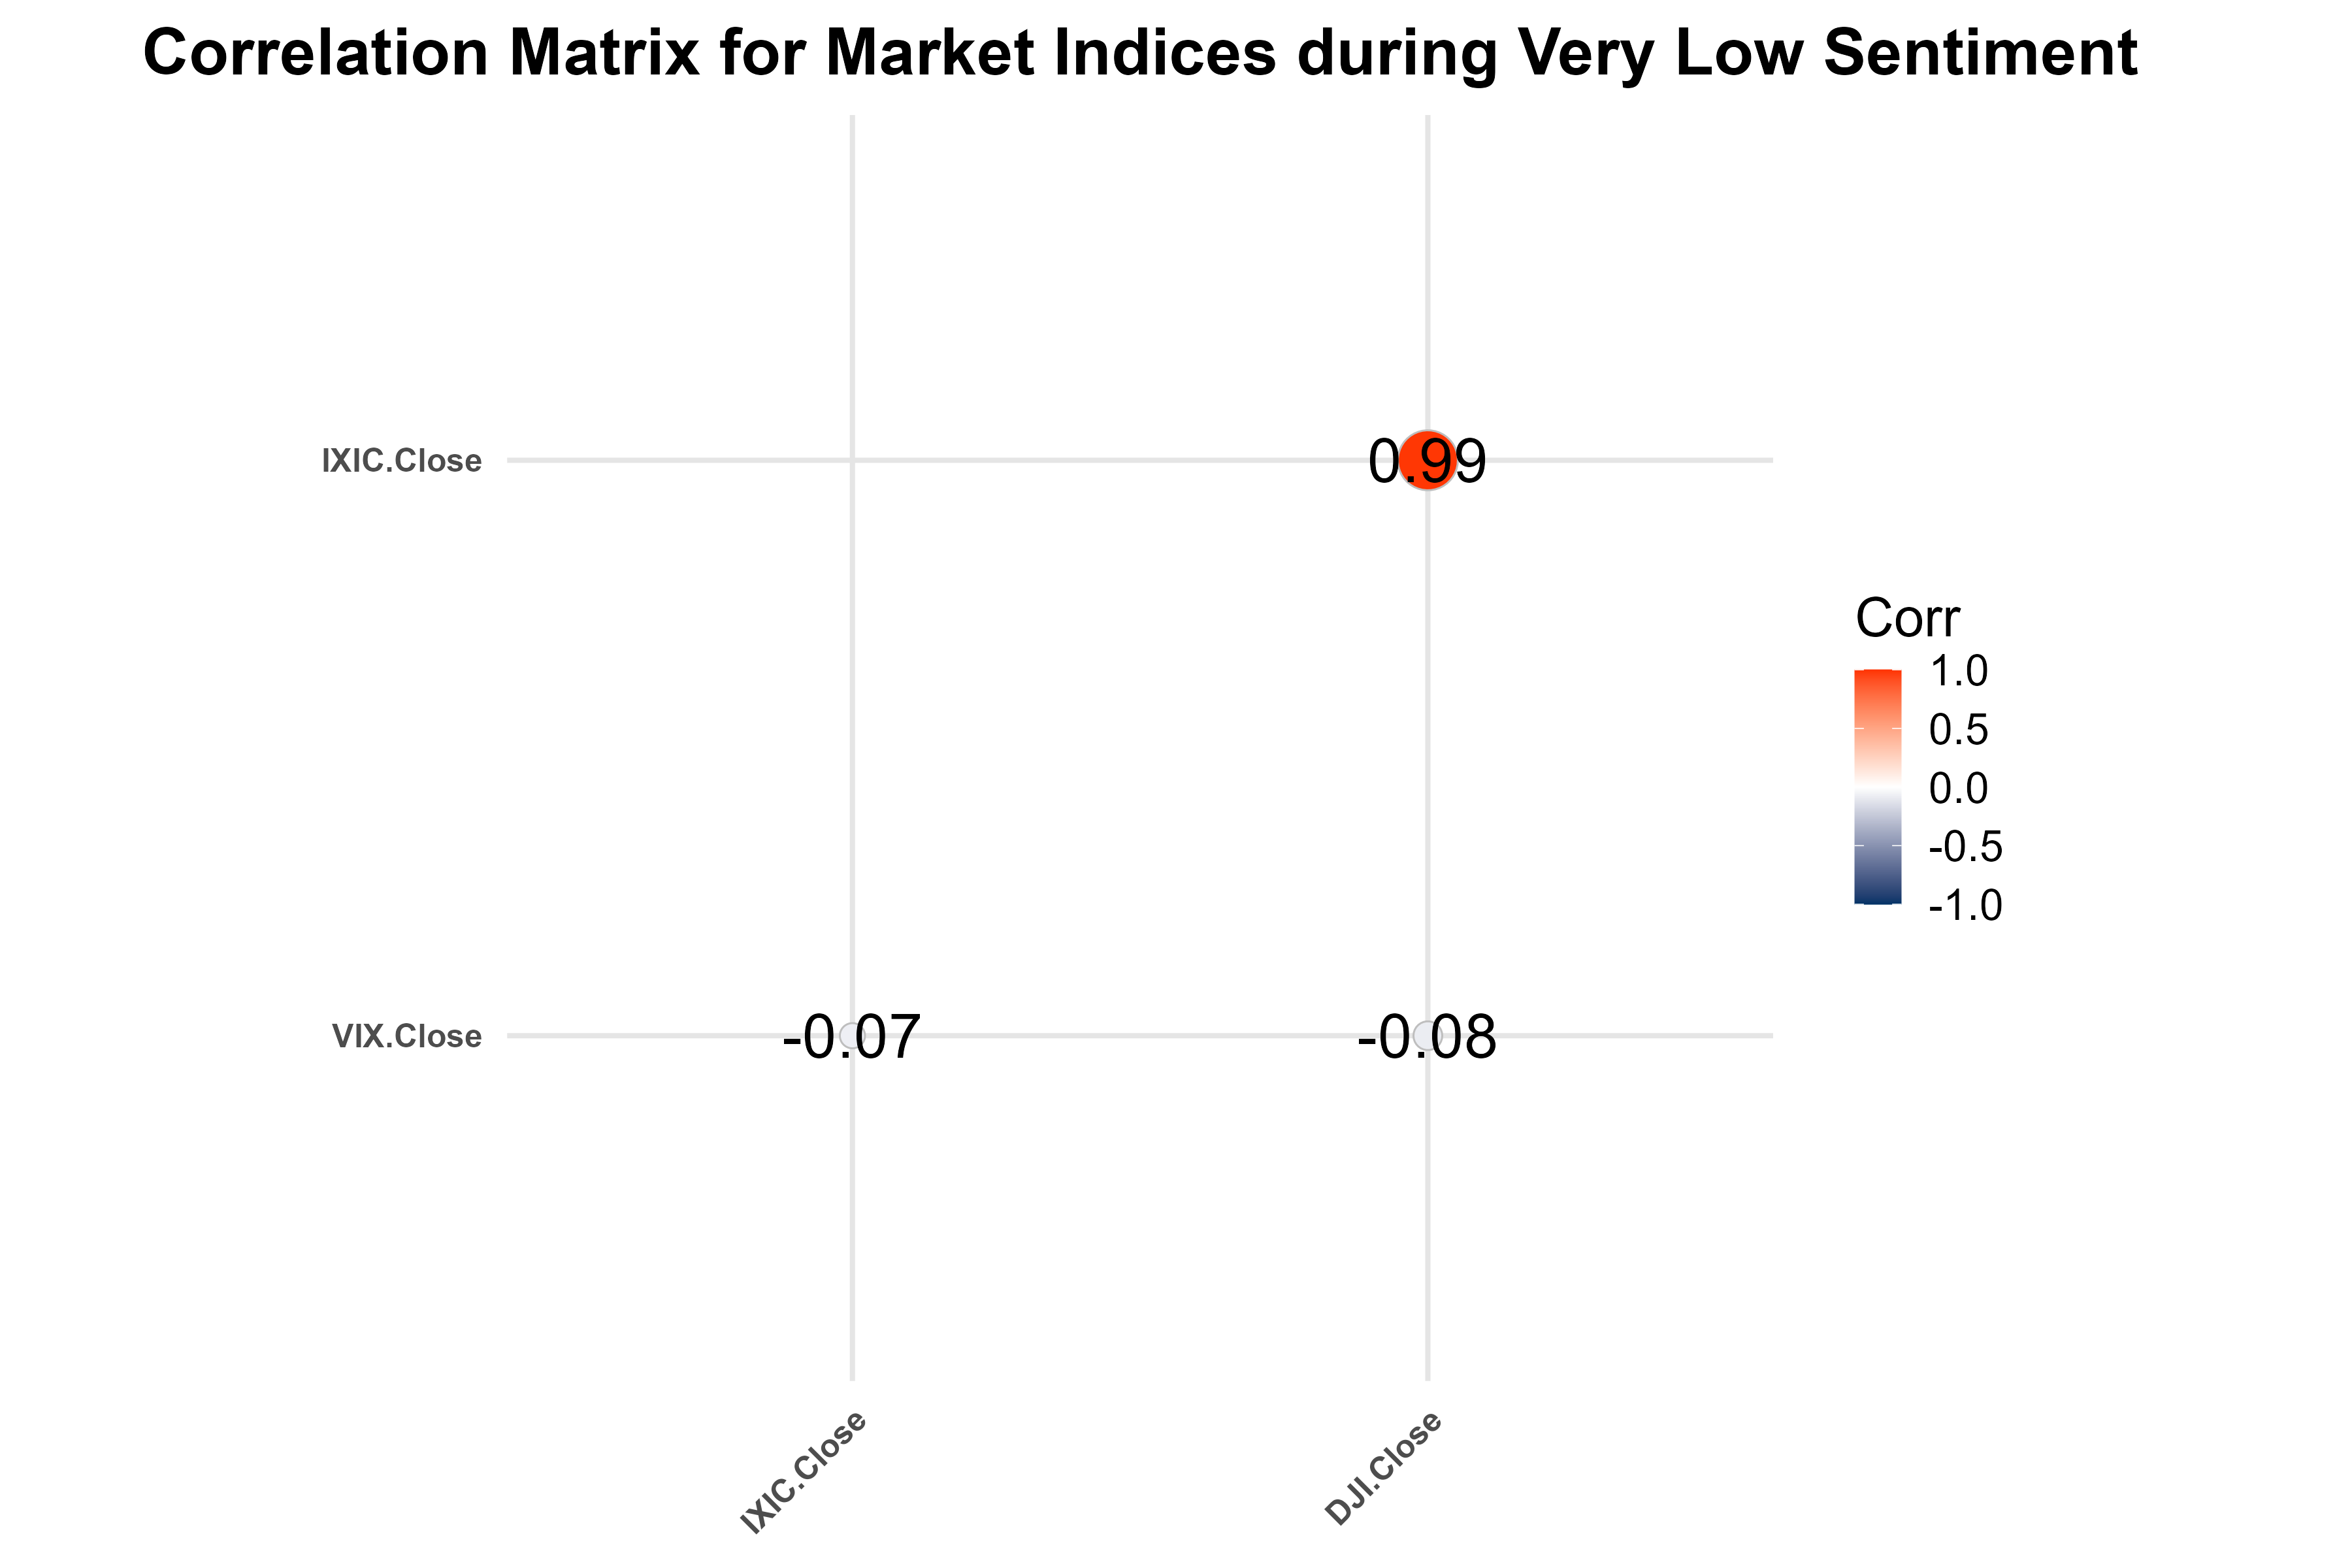 Correlation Matrix for Market Indices during Very Low Sentiment
IXIC.Close
0.99
Corr
1.0
0.5
0.0
-0.5
-1.0
VIX.Close
-0.07
-0.08
IXIC.Close
DJI.Close